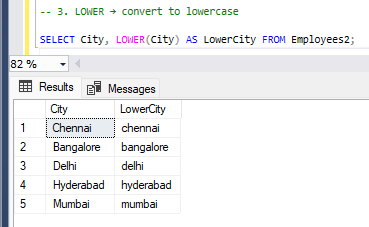 -- 3. LOWER → convert to lowercase
SELECT City, LOWER(City) AS LowerCity FROM Employees2;
82 %
Results Messages
City LowerCity
1 Chennai chennai
2 Bangalore bangalore
3 Delhi delhi
4 Hyderabad hyderabad
5 Mumbai mumbai